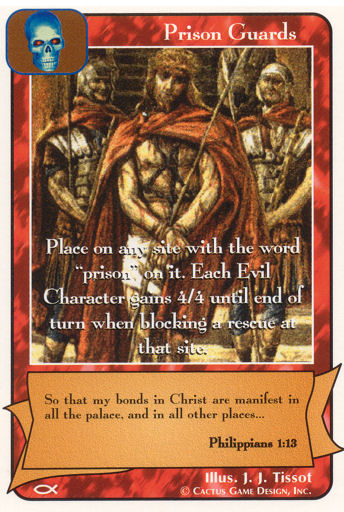 Prison Guards
Place on any site with the word
"prison" on it. Each Evil
Character gains 4/4 until end of
turn when blocking a rescue at
that site.
So that my bonds in Christ are manifest in
all the palace, and in all other places...
Philippians 1:13
Illus. J. J. Tissot
© Cactus Game Design, Inc.